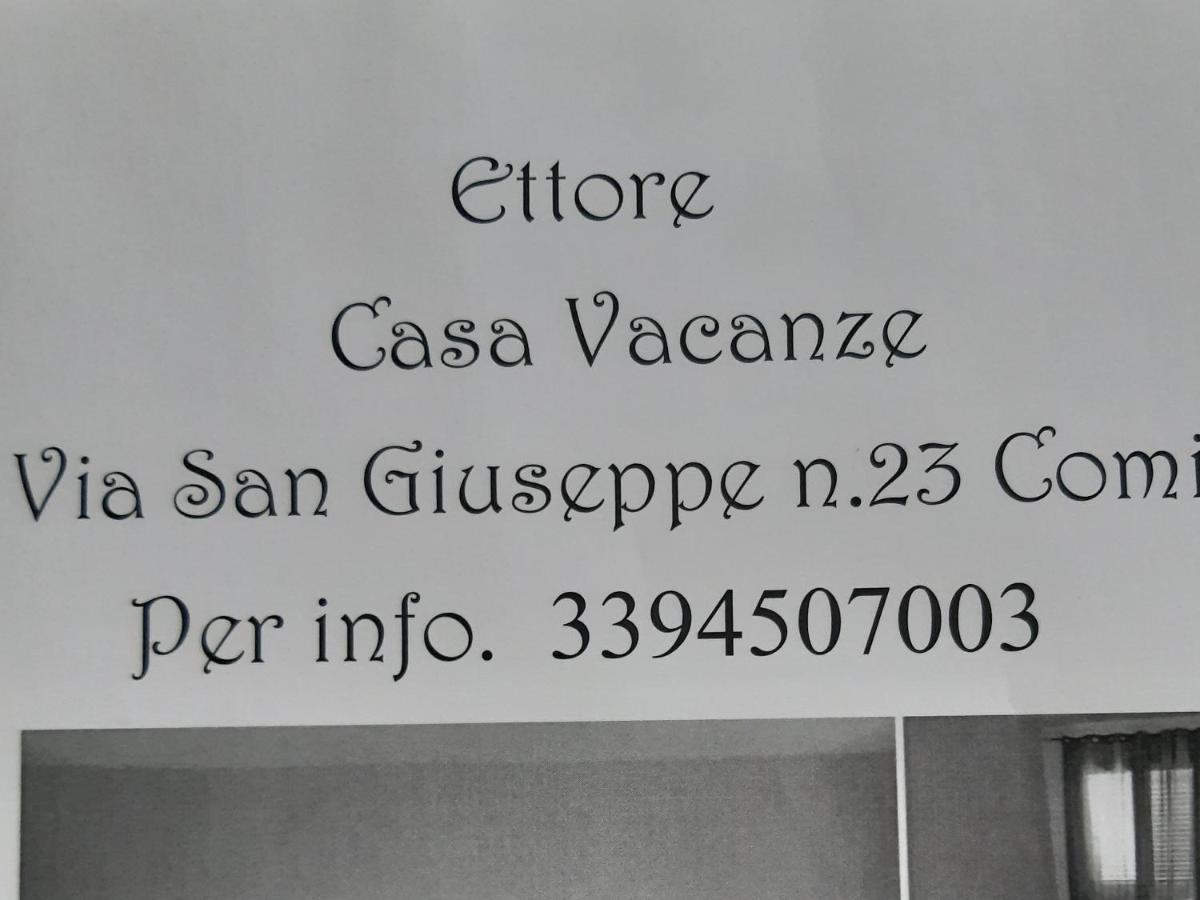 Ettore
Casa Vacanze
Via San Giuseppe n.23 Comi
Per info. 3394507003